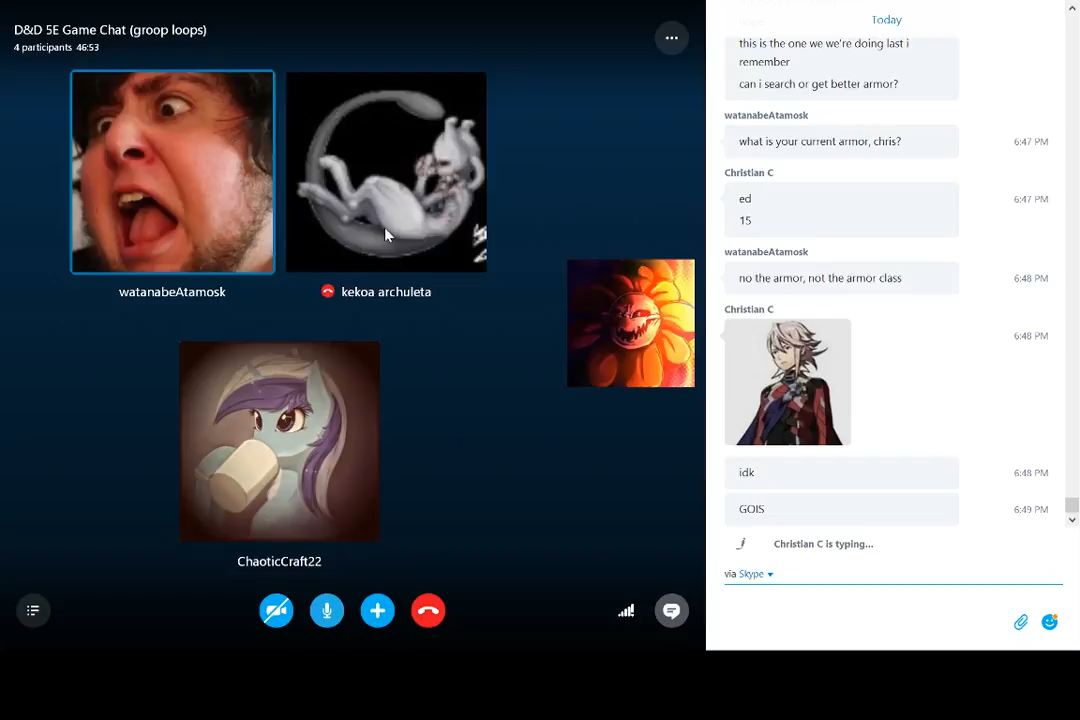 D&D 5E Game Chat (groop loops)
4 participants 46:53
watanabeAtamosk
kekoa archuleta
ChaoticCraft22
Today
this is the one we we're doing last i
remember
can i search or get better armor?
watanabeAtamosk
what is your current armor, chris?
6:47 PM
Christian C
ed
6:47 PM
15
watanabeAtamosk
no the armor, not the armor class
6:48 PM
Christian C
6:48 PM
idk
6:48 PM
GOIS
6:49 PM
Christian C is typing...
via Skype